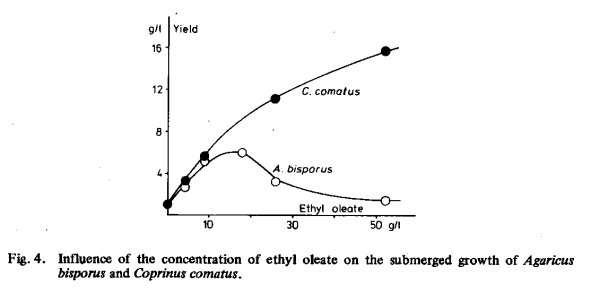 g/l Yield
16
12
C. comatus
8
4
A. bisporus
Ethyl oleate
10 30 50 g/l
Fig. 4. Influence of the concentration of ethyl oleate on the submerged growth of Agaricus
bisporus and Coprinus comatus.